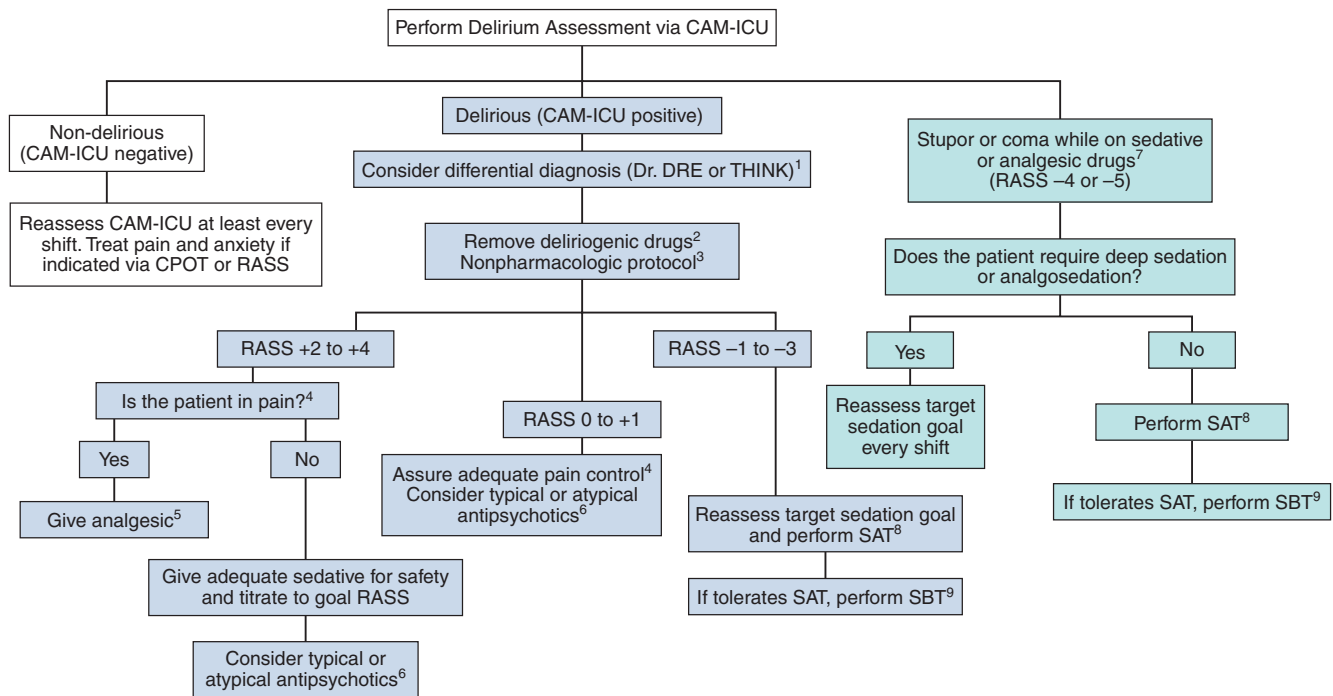 Perform Delirium Assessment via CAM-ICU
Non-delirious
(CAM-ICU negative)
Reassess CAM-ICU at least every
shift. Treat pain and anxiety if
indicated via CPOT or RASS
Delirious (CAM-ICU positive)
Consider differential diagnosis (Dr. DRE or THINK)¹
Remove deliriogenic drugs²
Nonpharmacologic protocol³
RASS +2 to +4
Is the patient in pain?⁴
Yes
Give analgesic⁵
No
Give adequate sedative for safety
and titrate to goal RASS
Consider typical or
atypical antipsychotics⁶
RASS 0 to +1
Assure adequate pain control⁴
Consider typical or atypical
antipsychotics⁶
RASS –1 to –3
Reassess target sedation goal
and perform SAT⁸
If tolerates SAT, perform SBT⁹
Stupor or coma while on sedative
or analgesic drugs⁷
(RASS –4 or –5)
Does the patient require deep sedation
or analgosedation?
Yes
Reassess target
sedation goal
every shift
No
Perform SAT⁸
If tolerates SAT, perform SBT⁹